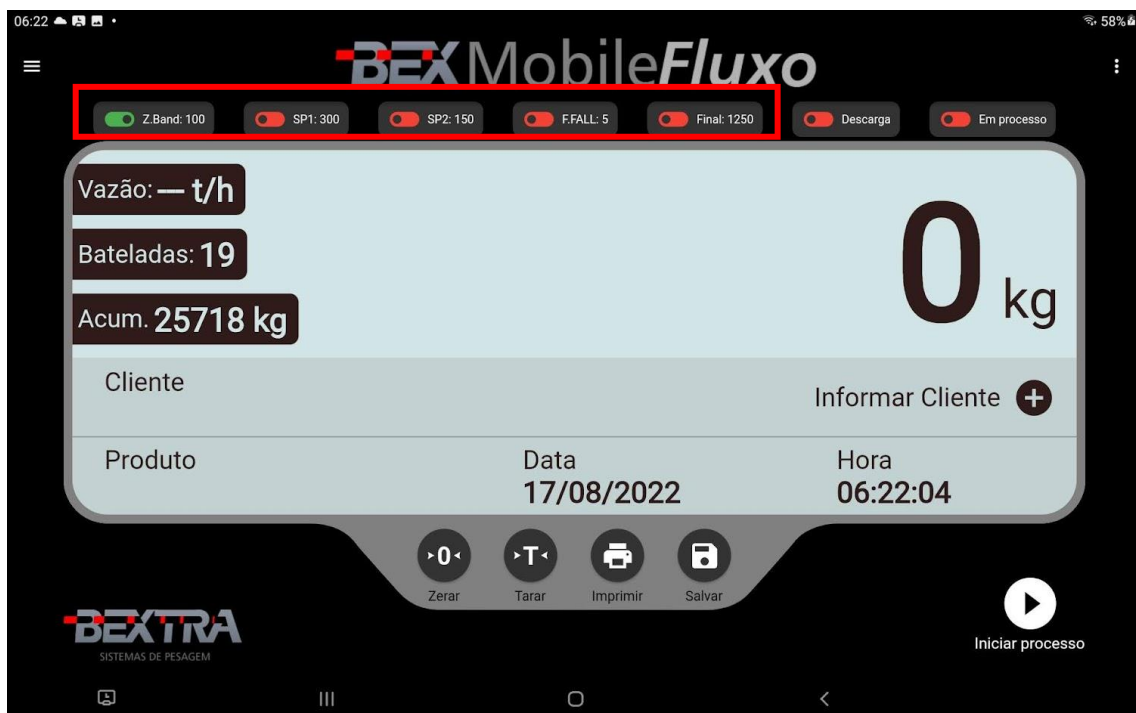 06:22
58%
BEX MobileFluxo
Z.Band: 100
SP1: 300
SP2: 150
F.FALL: 5
Final: 1250
Descarga
Em processo
Vazão: — t/h
0 kg
Bateladas: 19
Acum. 25718 kg
Cliente
Informar Cliente
Produto
Data
17/08/2022
Hora
06:22:04
0
T
Zerar
Tarar
Imprimir
Salvar
BEXTRA
SISTEMAS DE PESAGEM
Iniciar processo